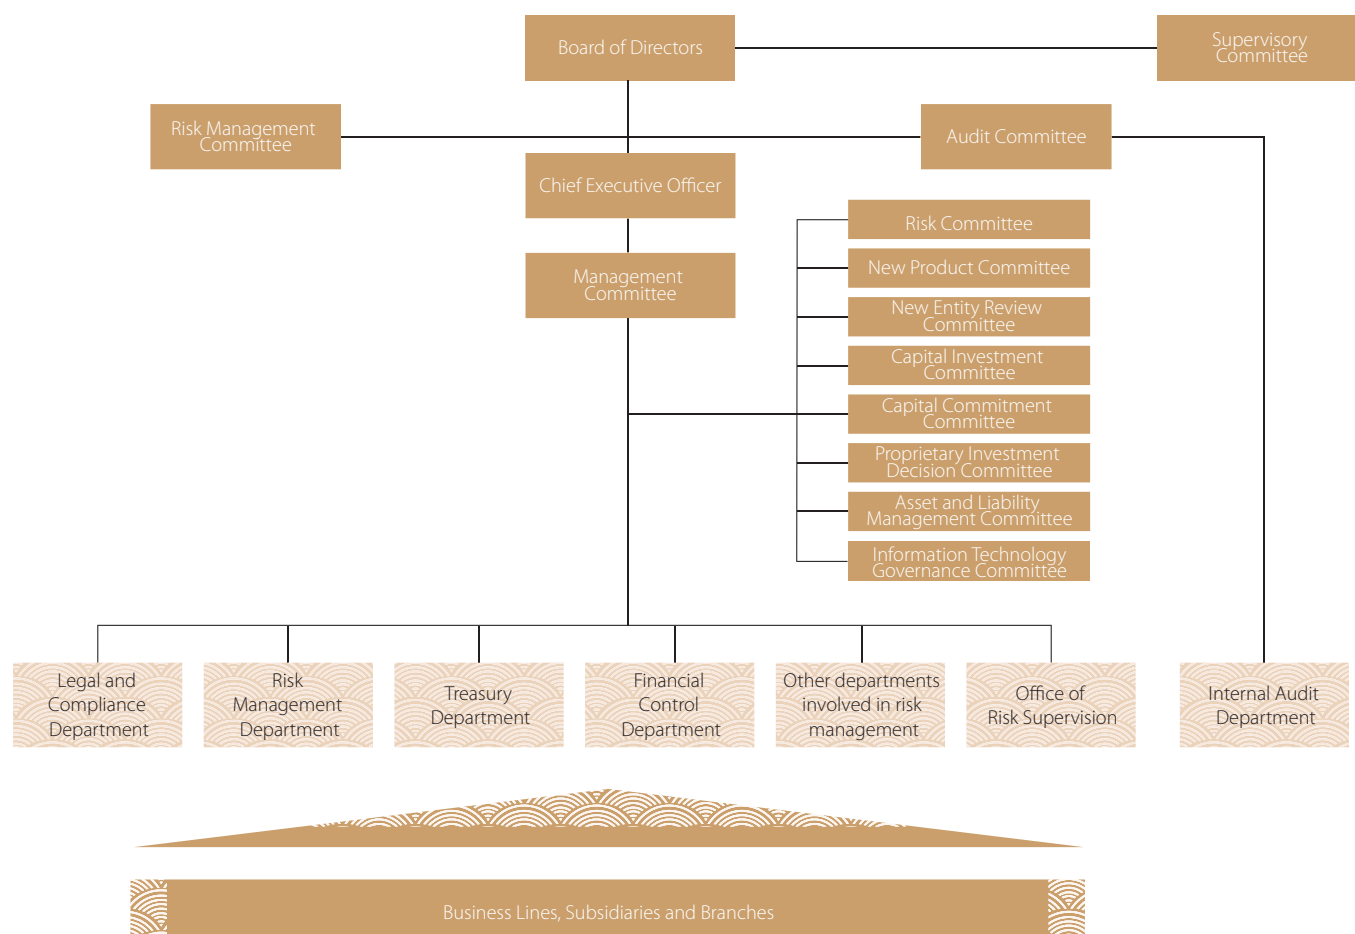 Board of Directors
Supervisory
Committee
Risk Management
Committee
Audit Committee
Chief Executive Officer
Management
Committee
Risk Committee
New Product Committee
New Entity Review
Committee
Capital Investment
Committee
Capital Commitment
Committee
Proprietary Investment
Decision Committee
Asset and Liability
Management Committee
Information Technology
Governance Committee
Legal and
Compliance
Department
Risk
Management
Department
Treasury
Department
Financial
Control
Department
Other departments
involved in risk
management
Office of
Risk Supervision
Internal Audit
Department
Business Lines, Subsidiaries and Branches